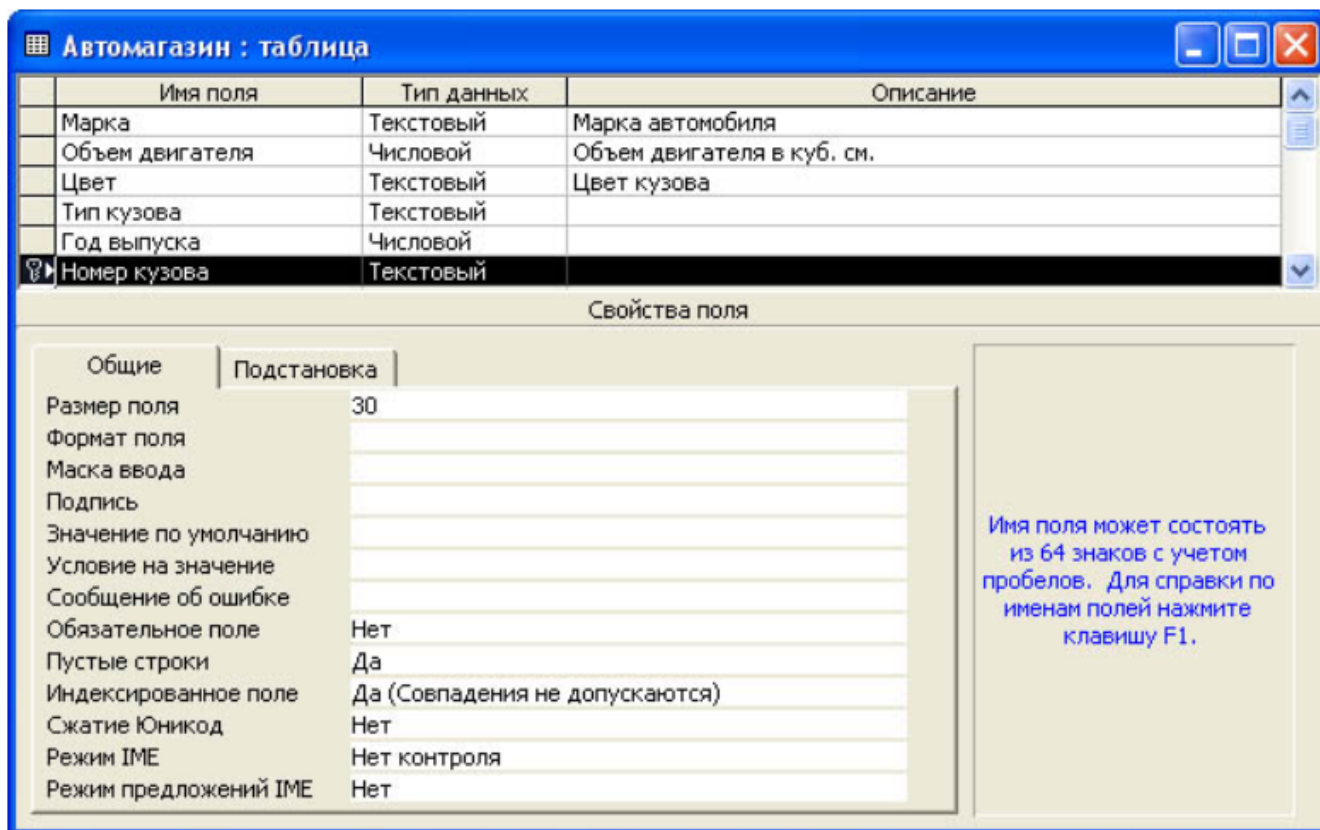 Автомагазин : таблица
Имя поля Тип данных Описание
Марка Текстовый Марка автомобиля
Объем двигателя Числовой Объем двигателя в куб. см.
Цвет Текстовый Цвет кузова
Тип кузова Текстовый
Год выпуска Числовой
Номер кузова Текстовый
Свойства поля
Общие Подстановка
Размер поля 30
Формат поля
Маска ввода
Подпись
Значение по умолчанию
Условие на значение
Сообщение об ошибке
Обязательное поле Нет
Пустые строки Да
Индексированное поле Да (Совпадения не допускаются)
Сжатие Юникод Нет
Режим IME Нет контроля
Режим предложений IME Нет
Имя поля может состоять
из 64 знаков с учетом
пробелов. Для справки по
именам полей нажмите
клавишу F1.